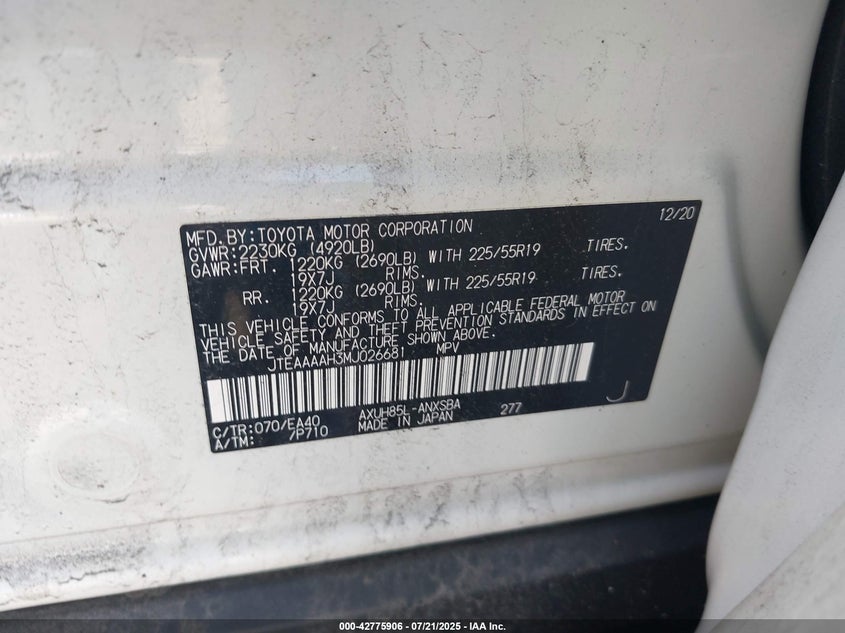 MFD.BY:TOYOTA MOTOR CORPORATION 12/20
GVWR:2230KG (4920LB)
GAWR:FRT. 1220KG (2690LB) WITH 225/55R19 TIRES.
19X7J RIMS.
RR. 1220KG (2690LB) WITH 225/55R19 TIRES.
19X7J RIMS.
THIS VEHICLE CONFORMS TO ALL APPLICABLE FEDERAL MOTOR
VEHICLE SAFETY AND THEFT PREVENTION STANDARDS IN EFFECT ON
THE DATE OF MANUFACTURE SHOWN ABOVE.
JTEAAAAH3MJ026681 MPV
J
C/TR:070/EA40 AXUH85L-ANXSBA 277
A/TM: /P710 MADE IN JAPAN
000-42775906 - 07/21/2025 - IAA Inc.